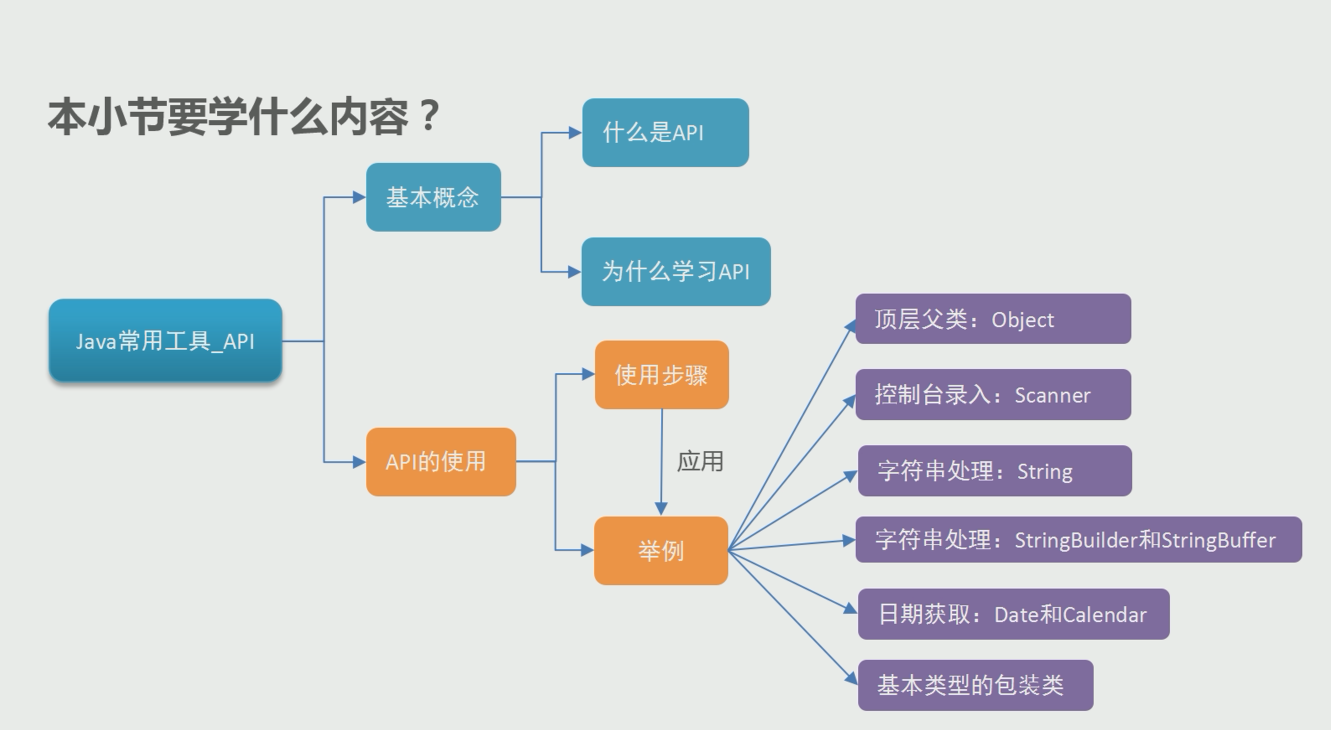 本小节要学什么内容？
Java常用工具_API
基本概念
什么是API
为什么学习API
API的使用
使用步骤
应用
举例
顶层父类：Object
控制台录入：Scanner
字符串处理：String
字符串处理：StringBuilder和StringBuffer
日期获取：Date和Calendar
基本类型的包装类